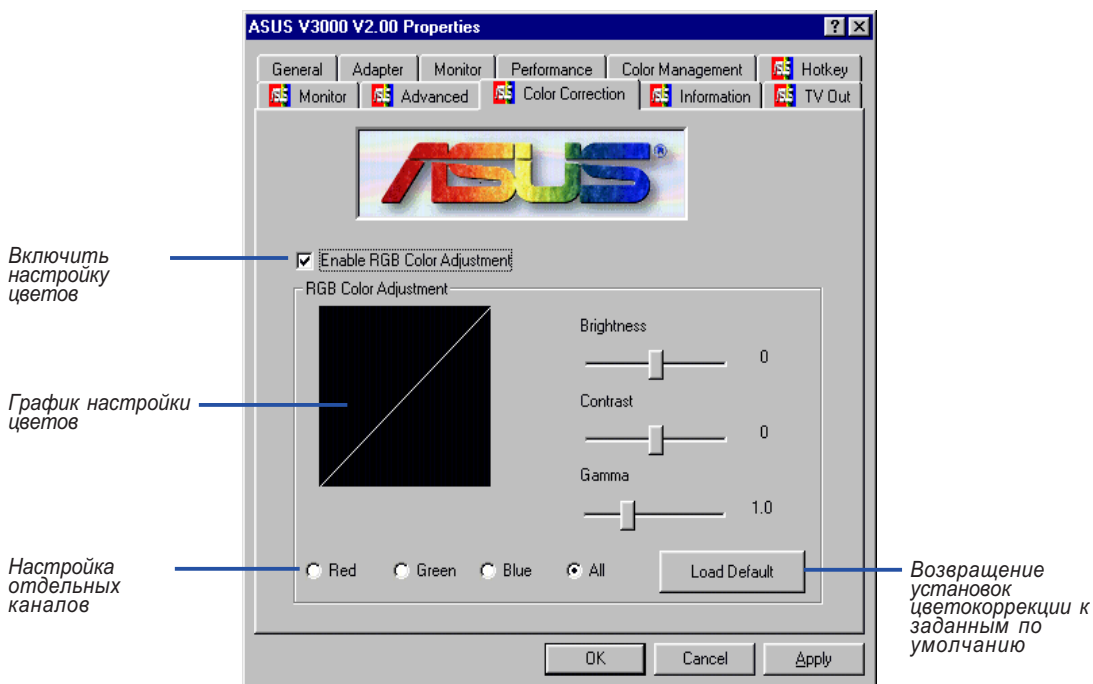 ASUS V3000 V2.00 Properties
General Adapter Monitor Performance Color Management Hotkey
Monitor Advanced Color Correction Information TV Out
ASUS®
Включить
настройку
цветов
Enable RGB Color Adjustment
RGB Color Adjustment
График настройки
цветов
Brightness
0
Contrast
0
Gamma
1.0
Настройка
отдельных
каналов
Red Green Blue All Load Default
Возвращение
установок
цветокоррекции к
заданным по
умолчанию
OK Cancel Apply